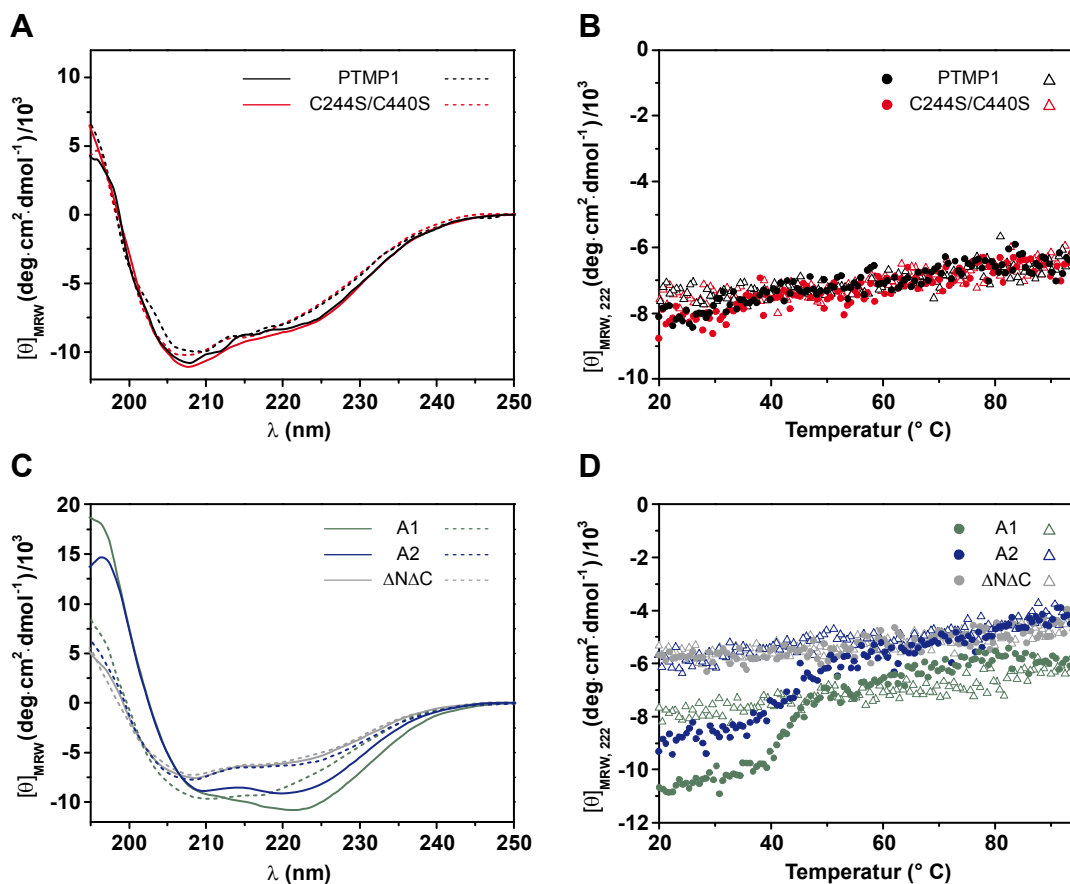 A
[θ]MRW (deg·cm²·dmol⁻¹)/10³
10
5
0
-5
-10
PTMP1
C244S/C440S
200 210 220 230 240 250
λ (nm)
B
[θ]MRW, 222 (deg·cm²·dmol⁻¹)/10³
0
-2
-4
-6
-8
-10
PTMP1
C244S/C440S
20 40 60 80
Temperatur (° C)
C
[θ]MRW (deg·cm²·dmol⁻¹)/10³
20
15
10
5
0
-5
-10
A1
A2
ΔNΔC
200 210 220 230 240 250
λ (nm)
D
[θ]MRW, 222 (deg·cm²·dmol⁻¹)/10³
0
-2
-4
-6
-8
-10
-12
A1
A2
ΔNΔC
20 40 60 80
Temperatur (° C)